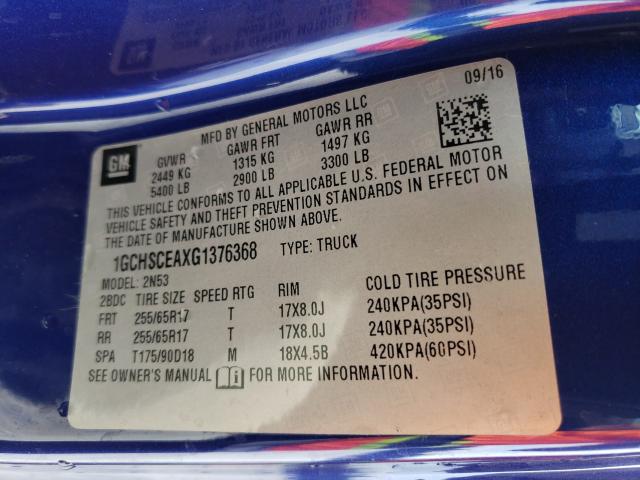 09/16
MFD BY GENERAL MOTORS LLC
GM
GVWR GAWR FRT GAWR RR
2449 KG 1315 KG 1497 KG
5400 LB 2900 LB 3300 LB
THIS VEHICLE CONFORMS TO ALL APPLICABLE U.S. FEDERAL MOTOR
VEHICLE SAFETY AND THEFT PREVENTION STANDARDS IN EFFECT ON
THE DATE OF MANUFACTURE SHOWN ABOVE.
1GCHSCEAXG1376368 TYPE: TRUCK
MODEL: 2N53
2BDC TIRE SIZE SPEED RTG RIM COLD TIRE PRESSURE
FRT 255/65R17 T 17X8.0J 240KPA(35PSI)
RR 255/65R17 T 17X8.0J 240KPA(35PSI)
SPA T175/90D18 M 18X4.5B 420KPA(60PSI)
SEE OWNER'S MANUAL FOR MORE INFORMATION.